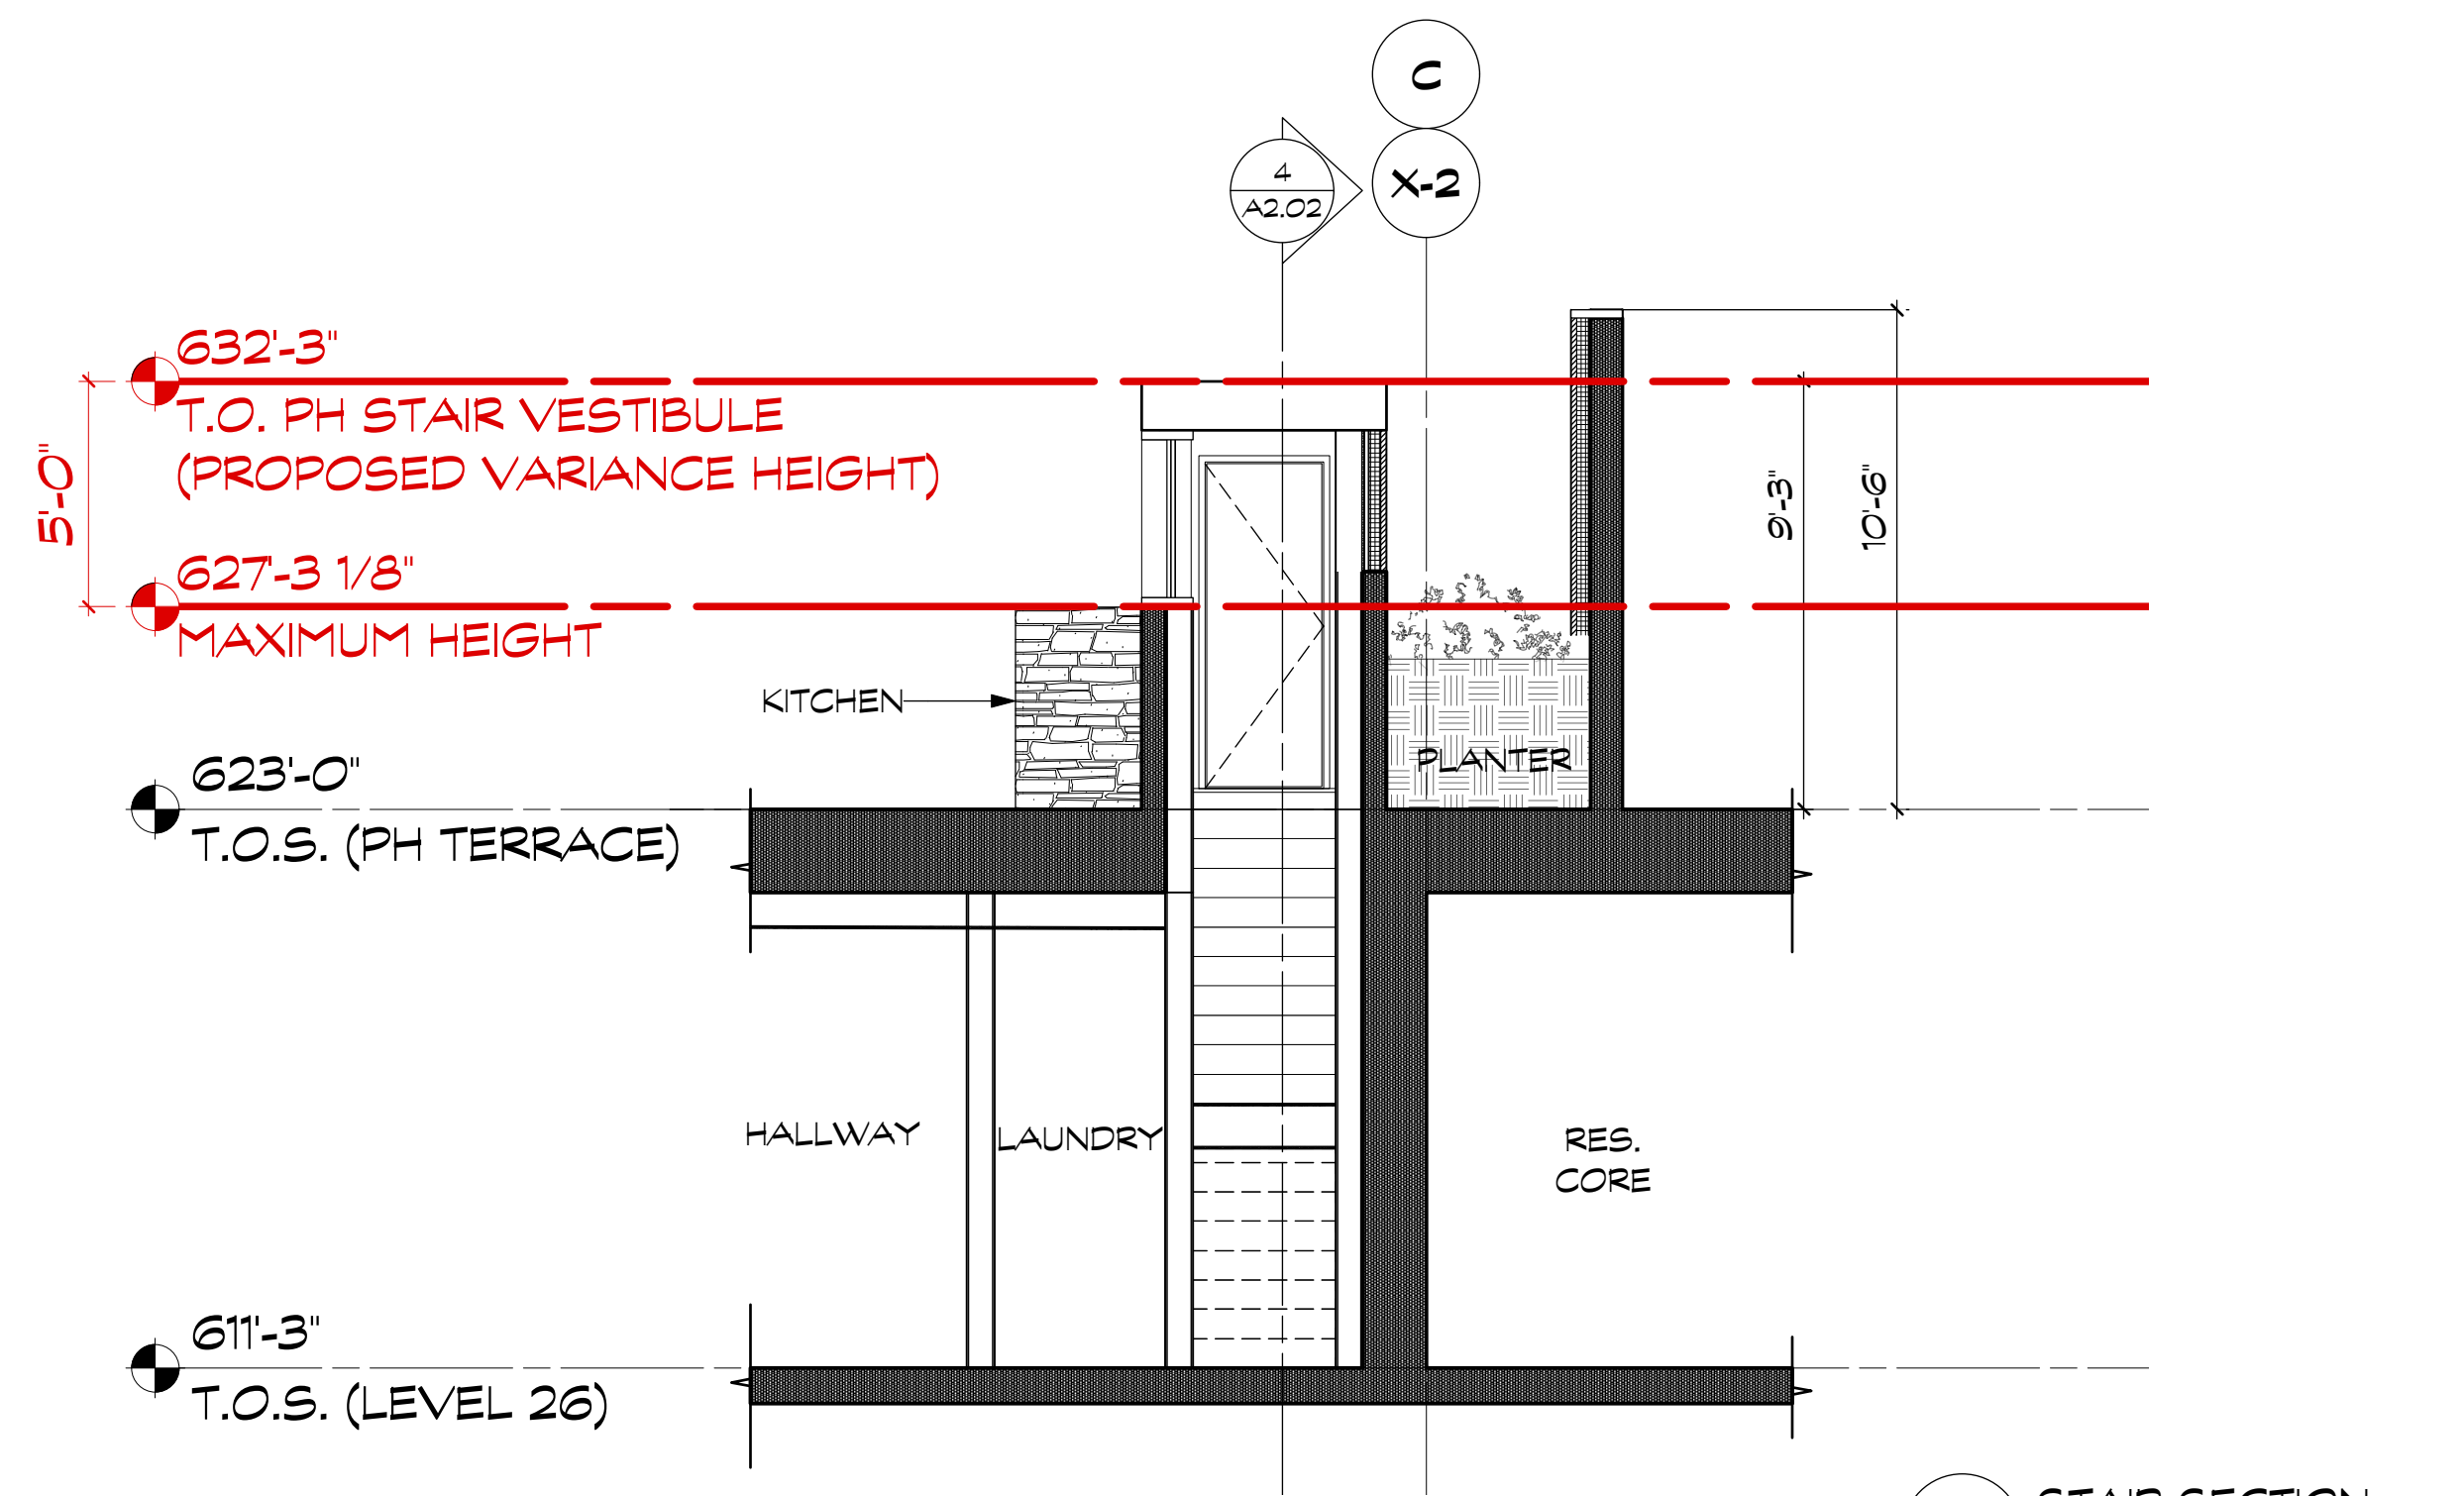 C
X-2
4
A2.02
632'-3"
T.O. PH STAIR VESTIBULE
(PROPOSED VARIANCE HEIGHT)
5'-0"
627'-3 1/8"
MAXIMUM HEIGHT
9'-3"
10'-6"
KITCHEN
PLANTER
623'-0"
T.O.S. (PH TERRACE)
HALLWAY
LAUNDRY
RES.
CORE
611'-3"
T.O.S. (LEVEL 26)
STAIR SECTION